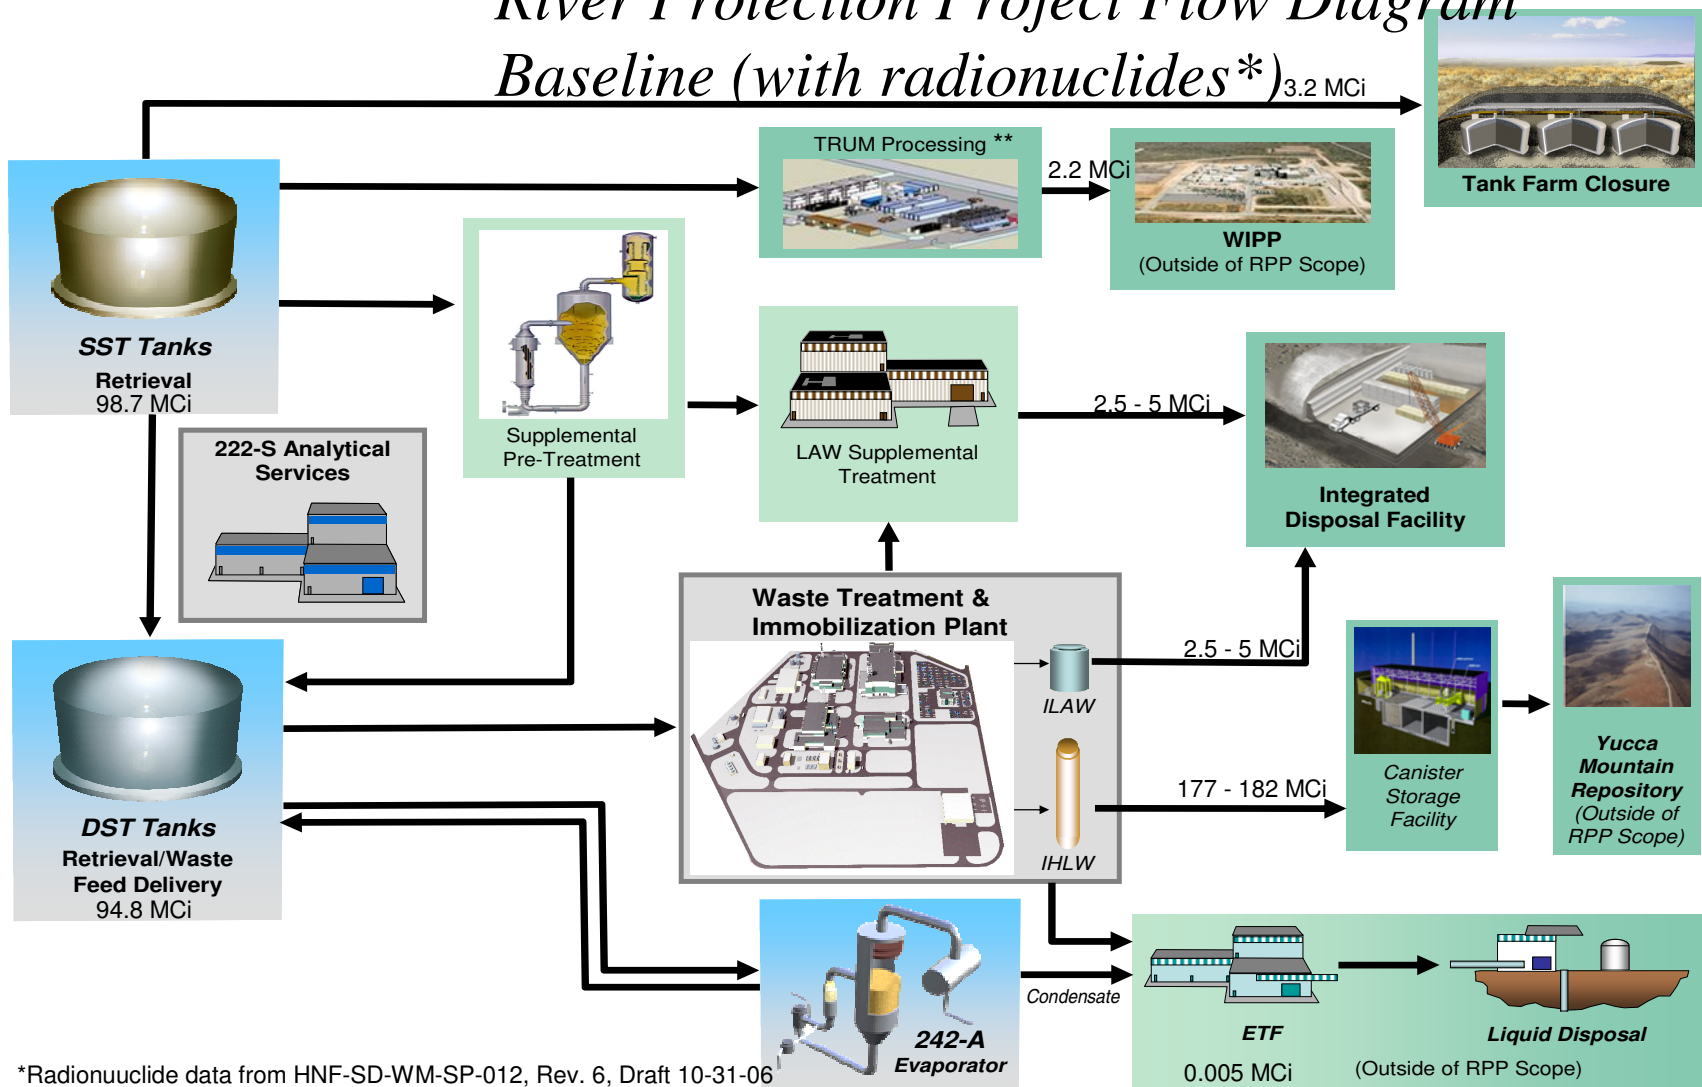 River Protection Project Flow Diagram
Baseline (with radionuclides*)
3.2 MCi
Tank Farm Closure
TRUM Processing **
2.2 MCi
WIPP
(Outside of RPP Scope)
SST Tanks
Retrieval
98.7 MCi
Supplemental
Pre-Treatment
LAW Supplemental
Treatment
2.5 - 5 MCi
Integrated
Disposal Facility
222-S Analytical
Services
Waste Treatment &
Immobilization Plant
ILAW
2.5 - 5 MCi
IHLW
177 - 182 MCi
Canister
Storage
Facility
Yucca
Mountain
Repository
(Outside of
RPP Scope)
DST Tanks
Retrieval/Waste
Feed Delivery
94.8 MCi
242-A
Evaporator
Condensate
ETF
0.005 MCi
Liquid Disposal
(Outside of RPP Scope)
*Radionuuclide data from HNF-SD-WM-SP-012, Rev. 6, Draft 10-31-06